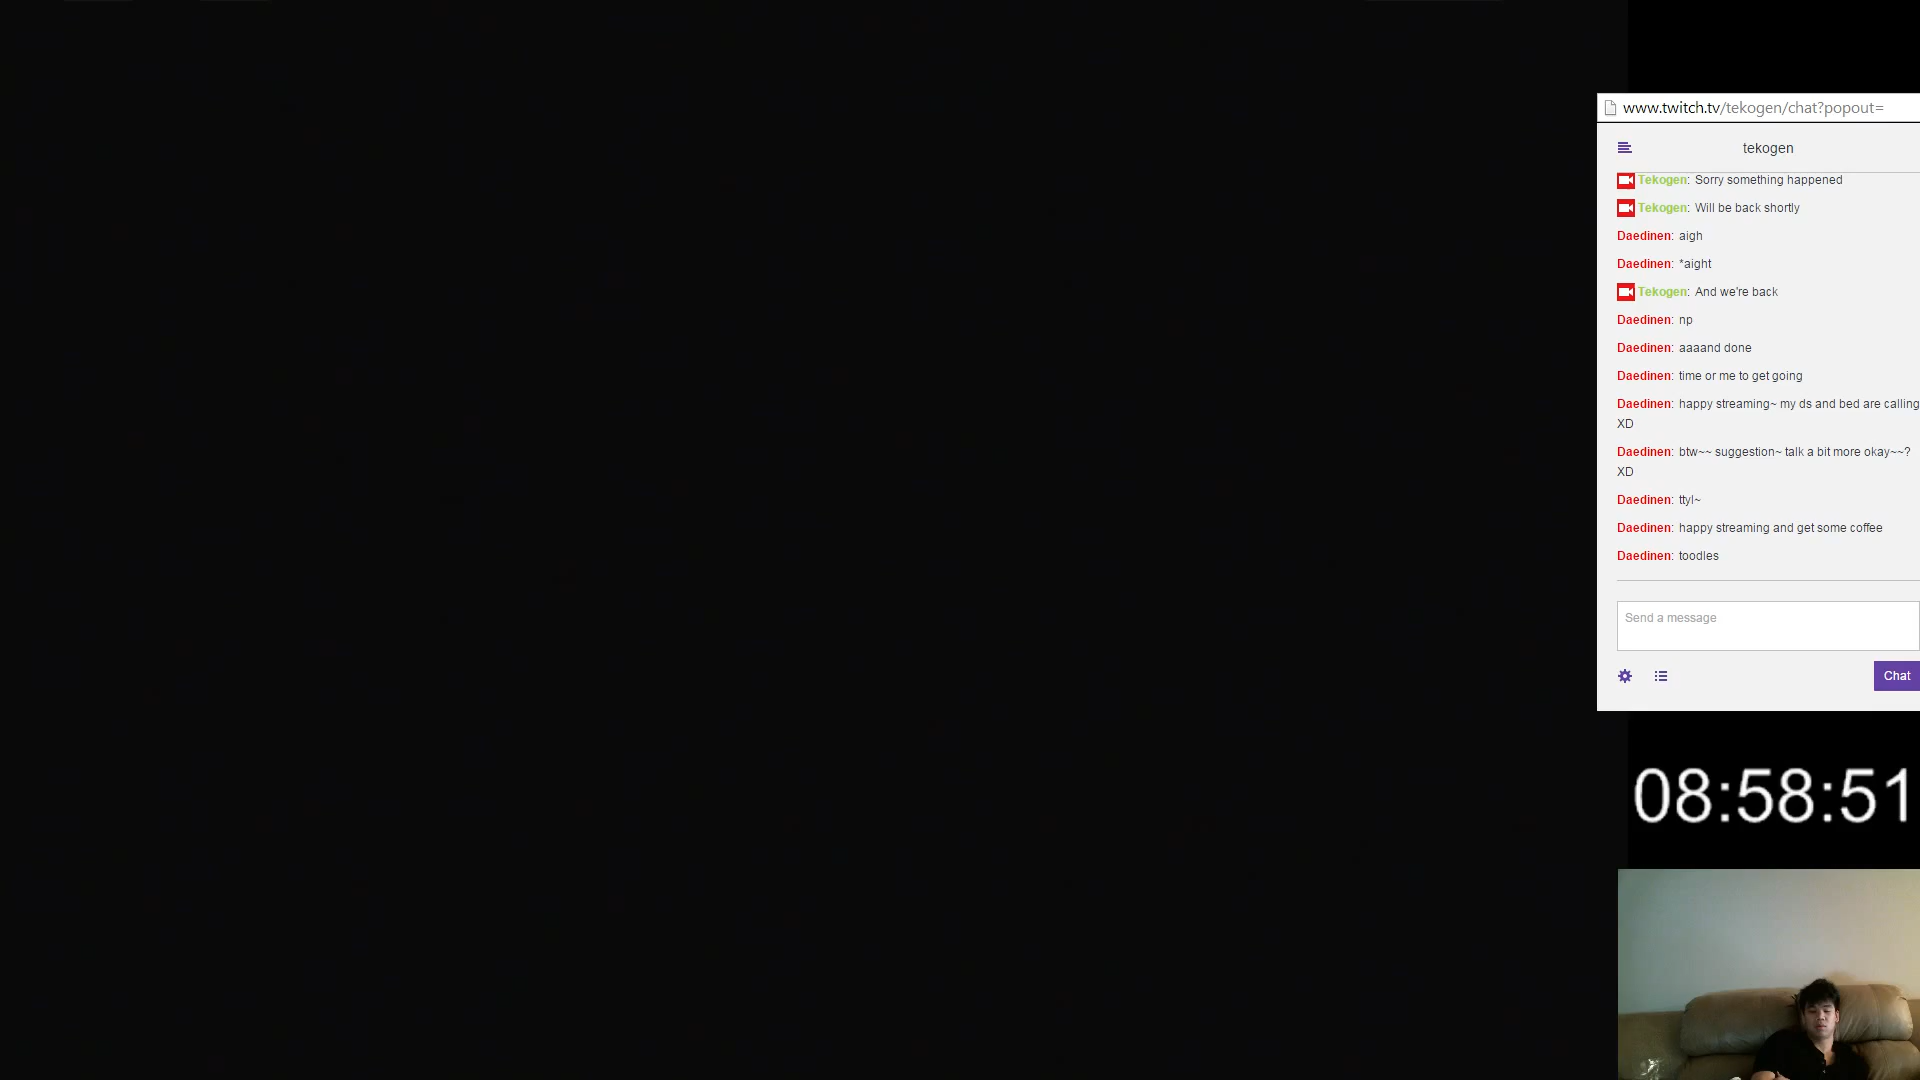 www.twitch.tv/tekogen/chat?popout=
tekogen
Tekogen: Sorry something happened
Tekogen: Will be back shortly
Daedinen: aigh
Daedinen: *aight
Tekogen: And we're back
Daedinen: np
Daedinen: aaaand done
Daedinen: time or me to get going
Daedinen: happy streaming~ my ds and bed are calling
XD
Daedinen: btw~~ suggestion~ talk a bit more okay~~?
XD
Daedinen: ttyl~
Daedinen: happy streaming and get some coffee
Daedinen: toodles
Send a message
Chat
08:58:51